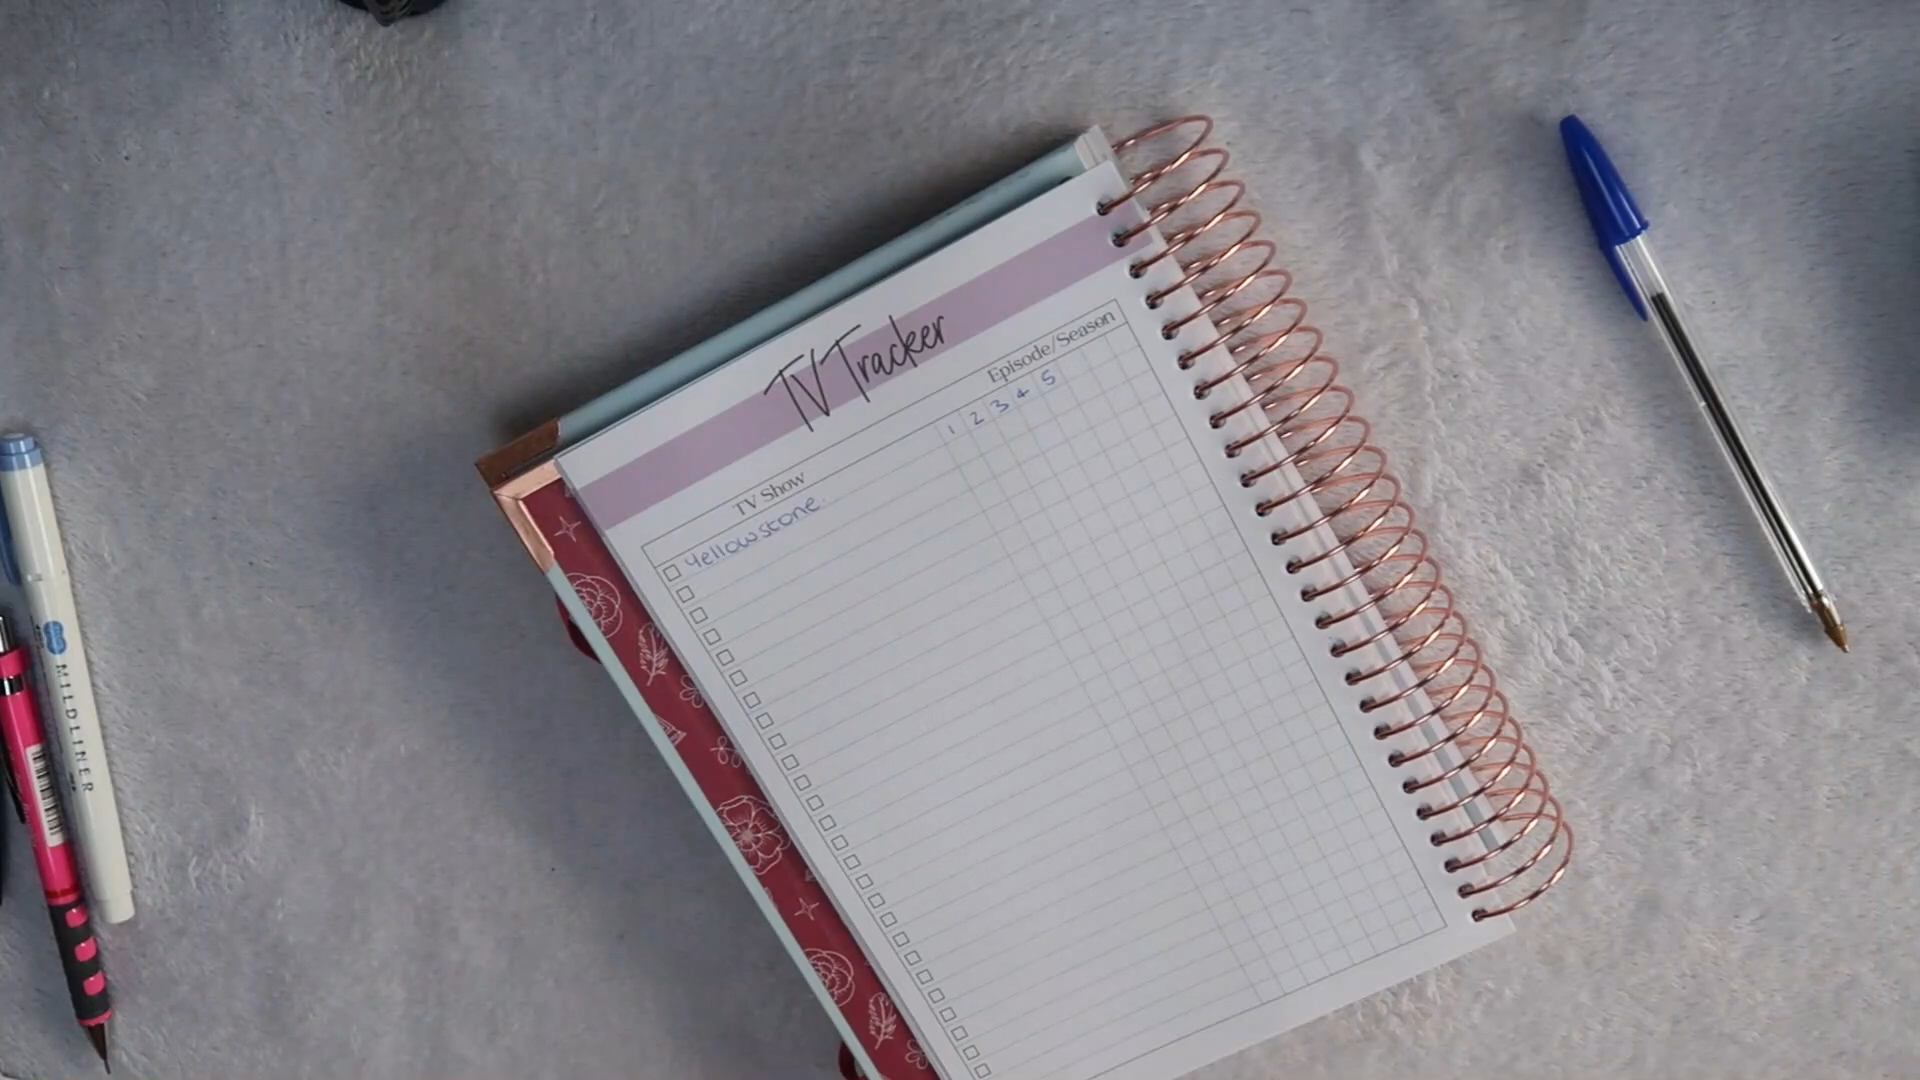 TV Tracker
TV Show Episode/Season
Yellowstone. 1 2 3 4 5
MILDLINER